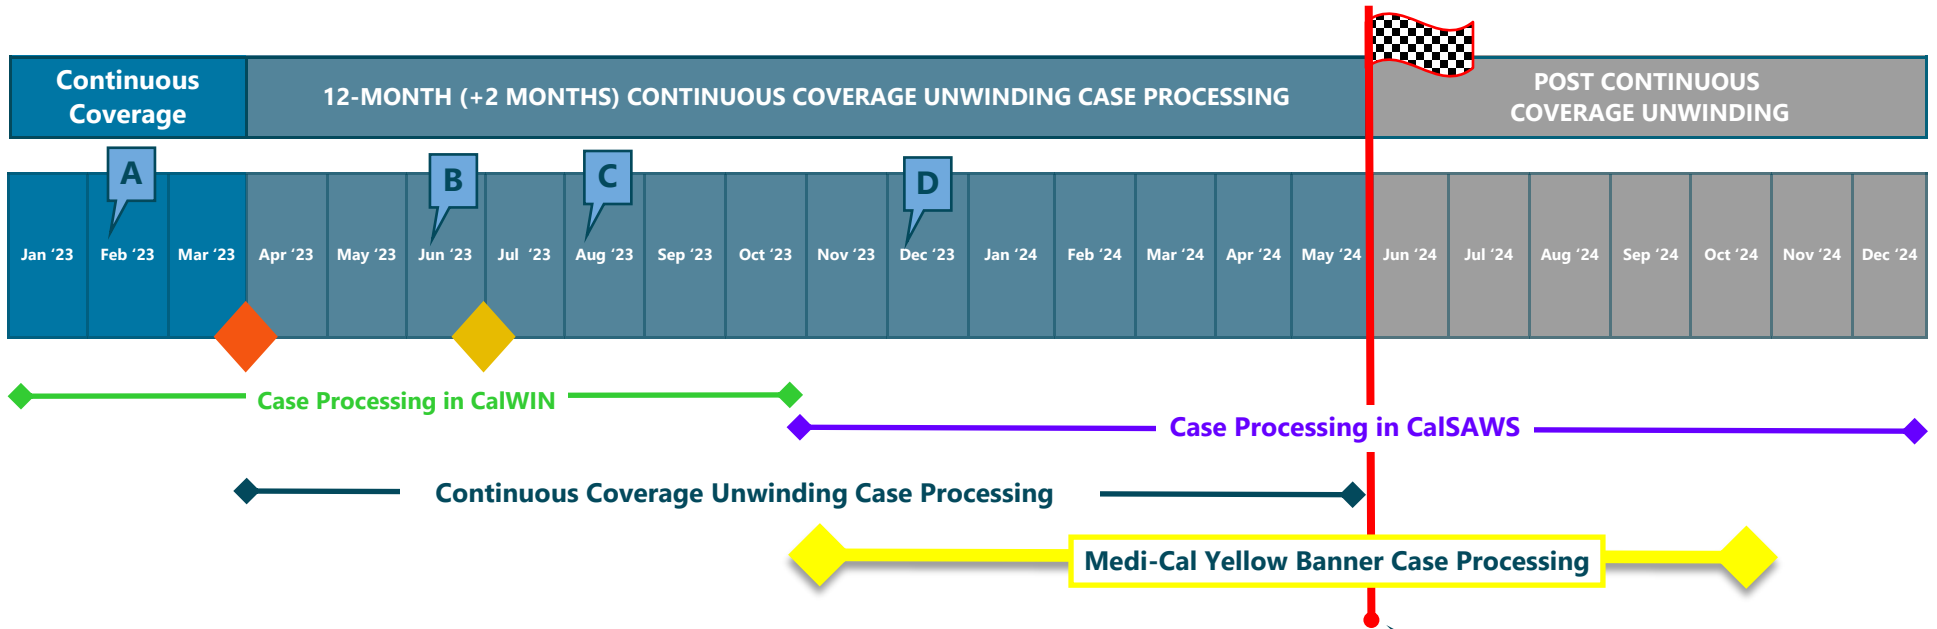 Continuous
Coverage
12-MONTH (+2 MONTHS) CONTINUOUS COVERAGE UNWINDING CASE PROCESSING
POST CONTINUOUS
COVERAGE UNWINDING
A
B
C
D
Jan ‘23
Feb ‘23
Mar ‘23
Apr ‘23
May ‘23
Jun ‘23
Jul ‘23
Aug ‘23
Sep ‘23
Oct ‘23
Nov ‘23
Dec ‘23
Jan ‘24
Feb ‘24
Mar ‘24
Apr ‘24
May ‘24
Jun ‘24
Jul ‘24
Aug ‘24
Sep ‘24
Oct ‘24
Nov ‘24
Dec ‘24
Case Processing in CalWIN
Case Processing in CalSAWS
Continuous Coverage Unwinding Case Processing
Medi-Cal Yellow Banner Case Processing